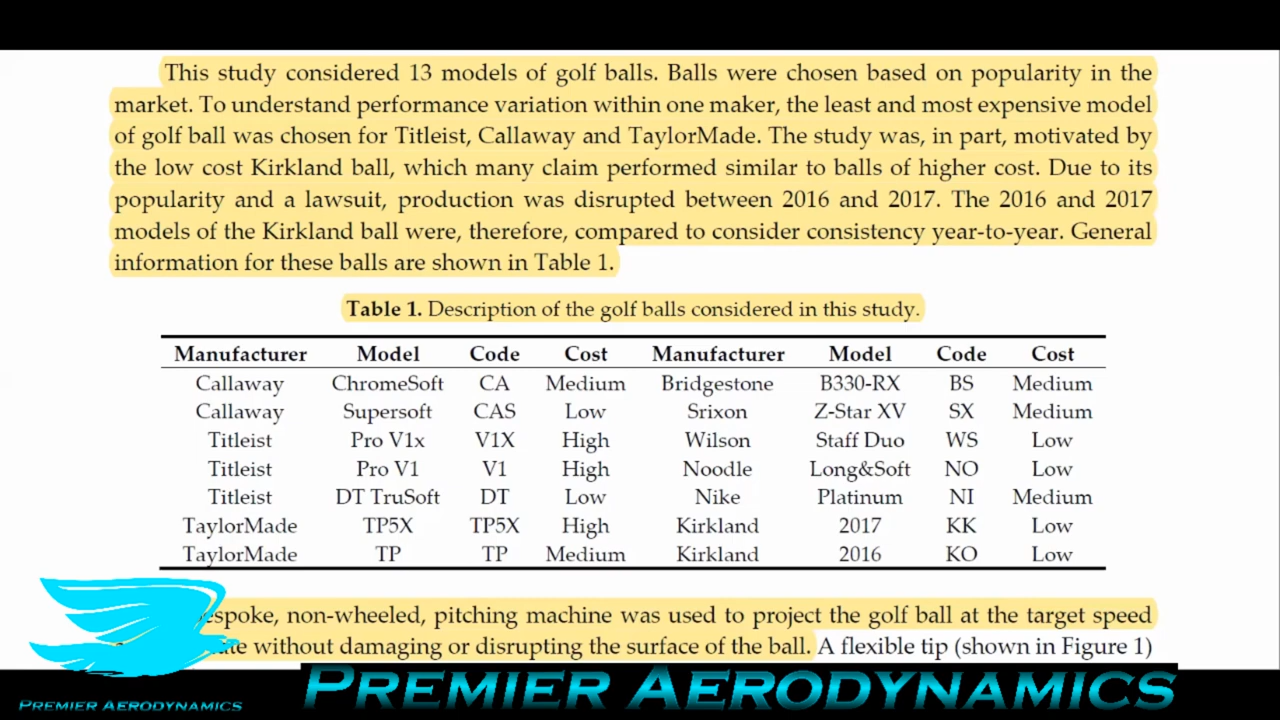 This study considered 13 models of golf balls. Balls were chosen based on popularity in the
market. To understand performance variation within one maker, the least and most expensive model
of golf ball was chosen for Titleist, Callaway and TaylorMade. The study was, in part, motivated by
the low cost Kirkland ball, which many claim performed similar to balls of higher cost. Due to its
popularity and a lawsuit, production was disrupted between 2016 and 2017. The 2016 and 2017
models of the Kirkland ball were, therefore, compared to consider consistency year-to-year. General
information for these balls are shown in Table 1.
Table 1. Description of the golf balls considered in this study.
Manufacturer Model Code Cost Manufacturer Model Code Cost
Callaway ChromeSoft CA Medium Bridgestone B330-RX BS Medium
Callaway Supersoft CAS Low Srixon Z-Star XV SX Medium
Titleist Pro V1x V1X High Wilson Staff Duo WS Low
Titleist Pro V1 V1 High Noodle Long&Soft NO Low
Titleist DT TruSoft DT Low Nike Platinum NI Medium
TaylorMade TP5X TP5X High Kirkland 2017 KK Low
TaylorMade TP TP Medium Kirkland 2016 KO Low
espoke, non-wheeled, pitching machine was used to project the golf ball at the target speed
without damaging or disrupting the surface of the ball. A flexible tip (shown in Figure 1)
PREMIER AERODYNAMICS
PREMIER AERODYNAMICS